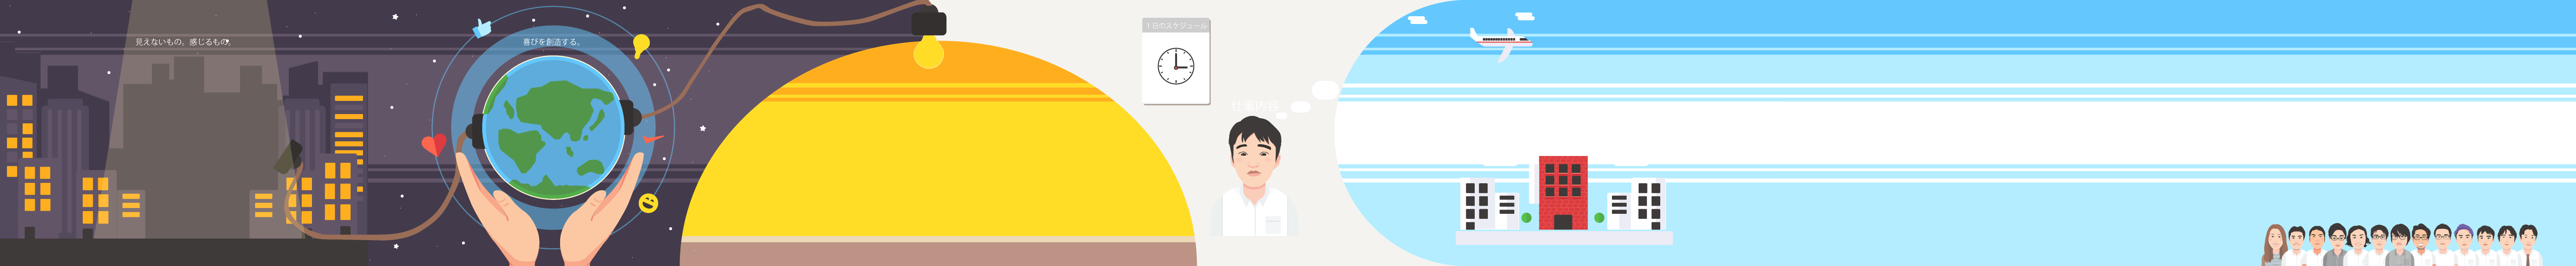 見えないもの。感じるもの。
喜びを創造する。
1日のスケジュール
仕事内容